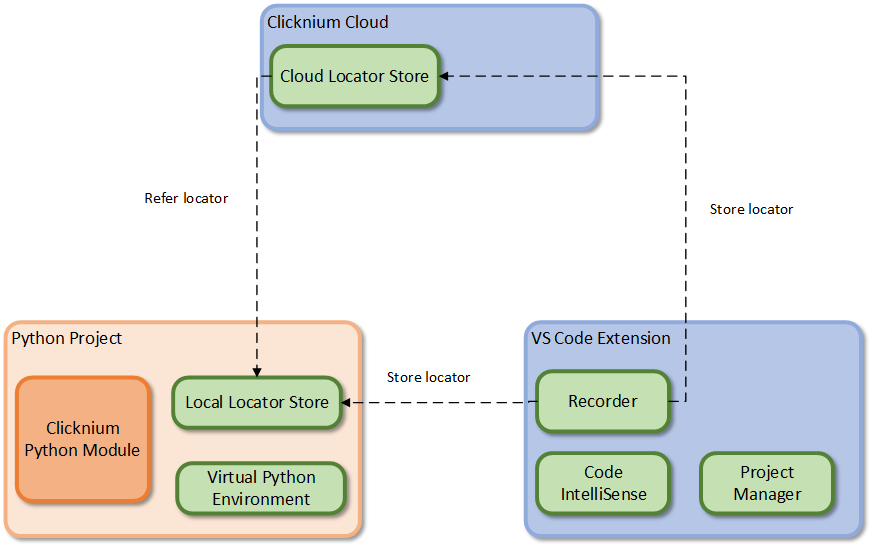 Clicknium Cloud
Cloud Locator Store
Refer locator
Store locator
Python Project
Clicknium
Python Module
Local Locator Store
Virtual Python
Environment
Store locator
VS Code Extension
Recorder
Code
IntelliSense
Project
Manager